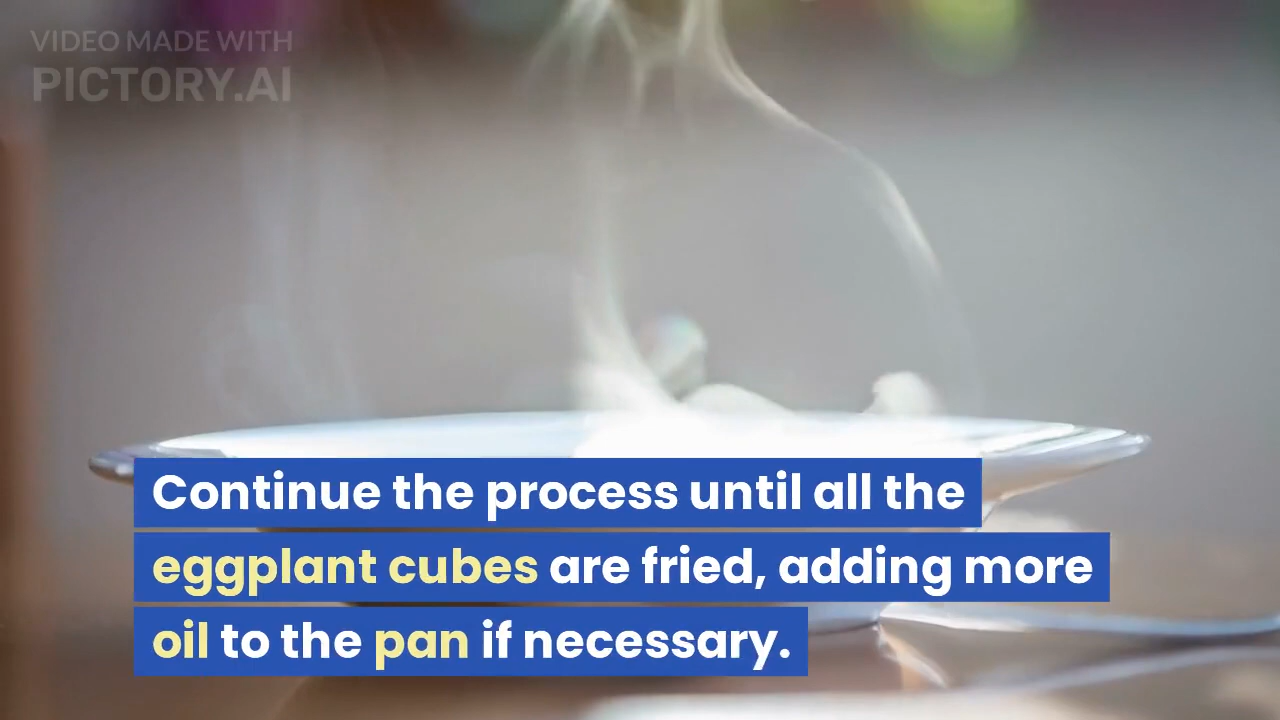 VIDEO MADE WITH
PICTORY.AI
Continue the process until all the
eggplant cubes are fried, adding more
oil to the pan if necessary.